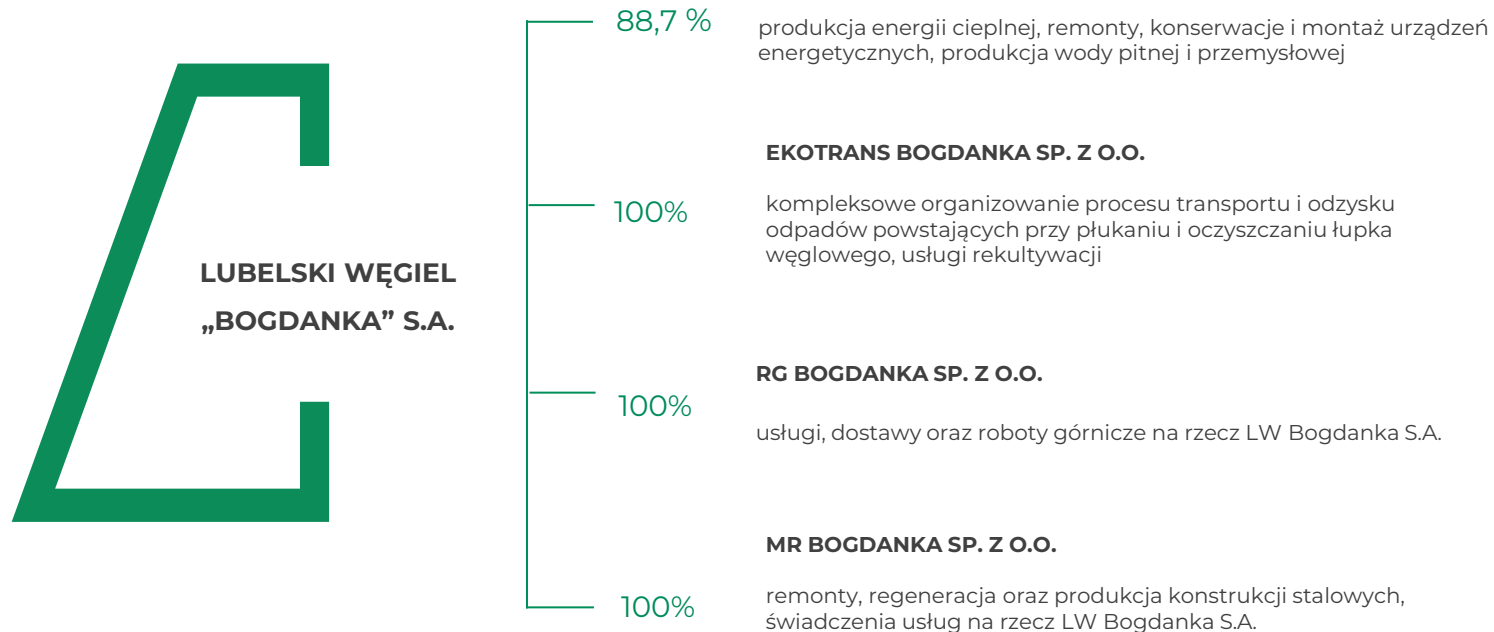 88,7 %
produkcja energii cieplnej, remonty, konserwacje i montaż urządzeń
energetycznych, produkcja wody pitnej i przemysłowej
EKOTRANS BOGDANKA SP. Z O.O.
100%
kompleksowe organizowanie procesu transportu i odzysku
odpadów powstających przy płukaniu i oczyszczaniu łupka
węglowego, usługi rekultywacji
LUBELSKI WĘGIEL
„BOGDANKA” S.A.
RG BOGDANKA SP. Z O.O.
100%
usługi, dostawy oraz roboty górnicze na rzecz LW Bogdanka S.A.
MR BOGDANKA SP. Z O.O.
100%
remonty, regeneracja oraz produkcja konstrukcji stalowych,
świadczenia usług na rzecz LW Bogdanka S.A.